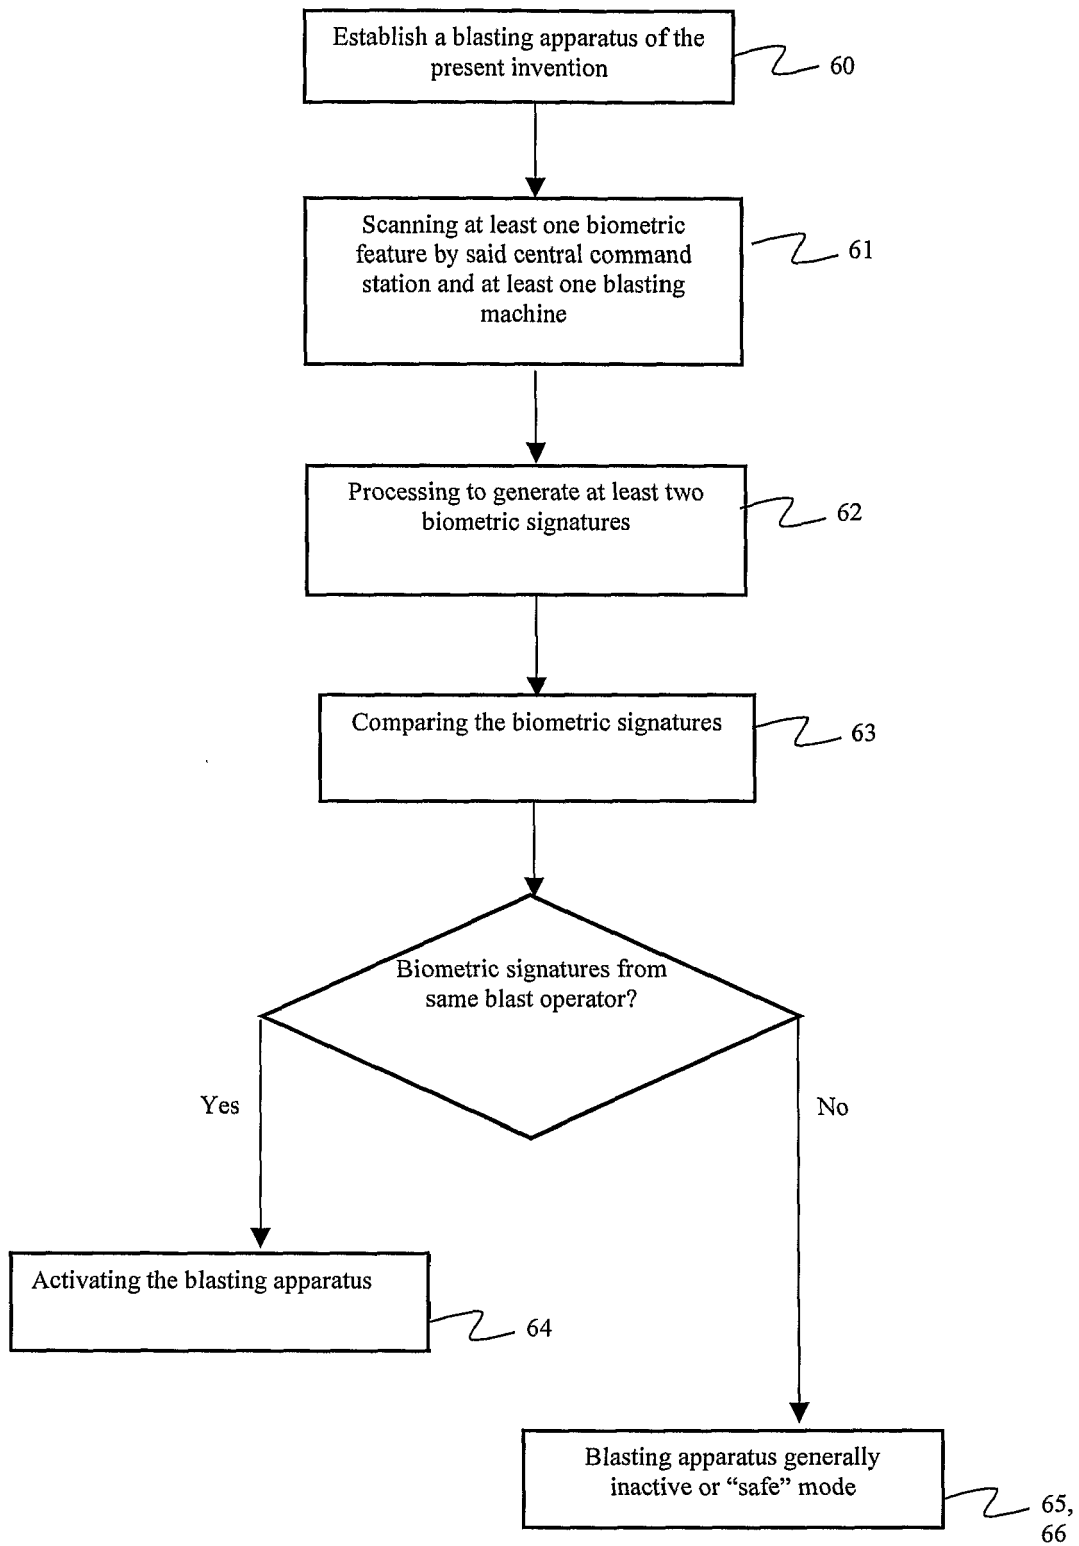 Establish a blasting apparatus of the
present invention
60
Scanning at least one biometric
feature by said central command
station and at least one blasting
machine
61
Processing to generate at least two
biometric signatures
62
Comparing the biometric signatures
63
Biometric signatures from
same blast operator?
Yes
No
Activating the blasting apparatus
64
Blasting apparatus generally
inactive or “safe” mode
65,
66